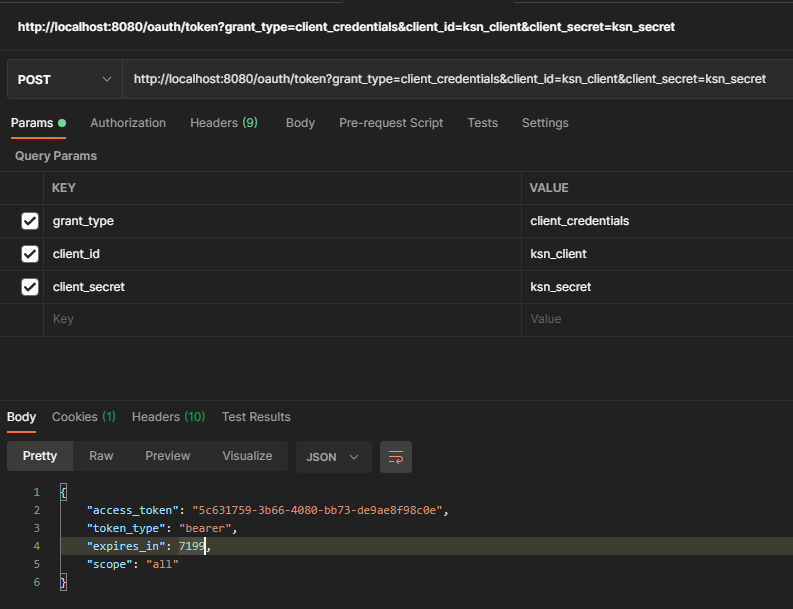 http://localhost:8080/oauth/token?grant_type=client_credentials&client_id=ksn_client&client_secret=ksn_secret
POST http://localhost:8080/oauth/token?grant_type=client_credentials&client_id=ksn_client&client_secret=ksn_secret
Params Authorization Headers (9) Body Pre-request Script Tests Settings
Query Params
KEY VALUE
grant_type client_credentials
client_id ksn_client
client_secret ksn_secret
Key Value
Body Cookies (1) Headers (10) Test Results
Pretty Raw Preview Visualize JSON
1 {
2 "access_token": "5c631759-3b66-4080-bb73-de9ae8f98c0e",
3 "token_type": "bearer",
4 "expires_in": 7199,
5 "scope": "all"
6 }